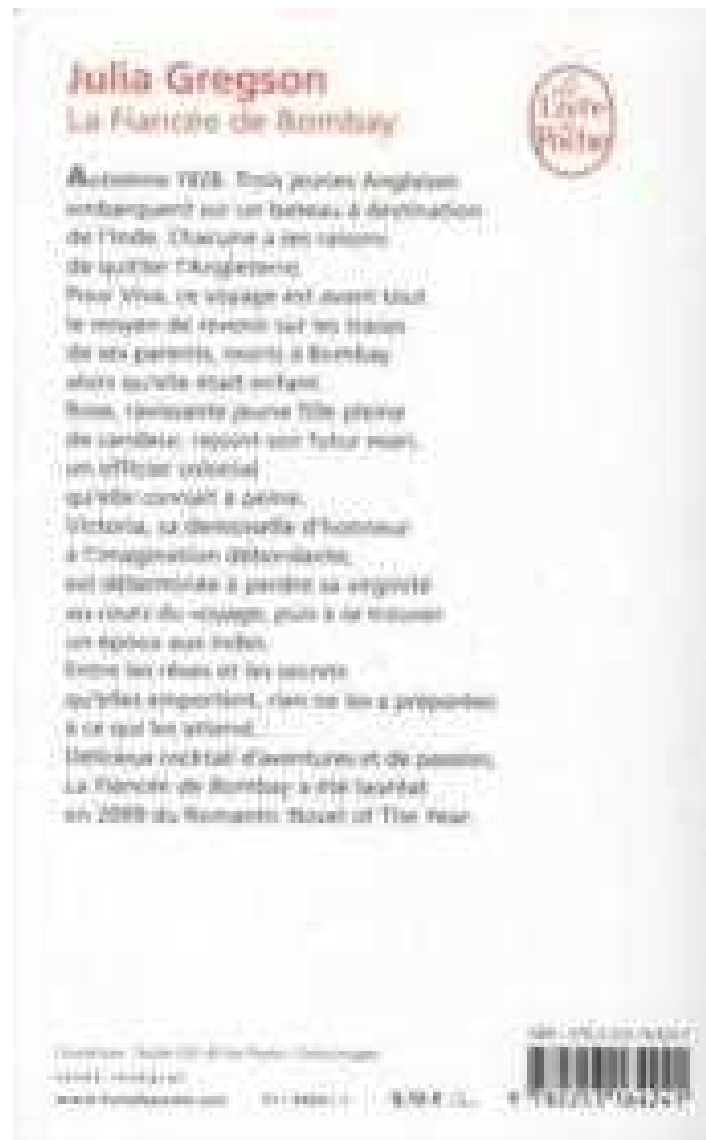 Julia Gregson
La Fiancée de Bombay
Le
Livre
de
Poche
Automne 1928. Trois jeunes Anglaises
embarquent sur un bateau à destination
de l'Inde. Chacune a ses raisons
de quitter l'Angleterre.
Pour Viva, ce voyage est avant tout
le moyen de revenir sur les traces
de ses parents, morts à Bombay
alors qu'elle était enfant.
Rose, ravissante jeune fille pleine
de candeur, rejoint son futur mari,
un officier colonial
qu'elle connaît à peine.
Victoria, sa demoiselle d'honneur
à l'imagination débordante,
est déterminée à perdre sa virginité
au cours du voyage, puis à se trouver
un époux aux Indes.
Entre les rêves et les secrets
qu'elles emportent, rien ne les a préparées
à ce qui les attend...
Délicieux cocktail d'aventures et de passion,
La Fiancée de Bombay a été lauréat
en 2009 du Romantic Novel of The Year.